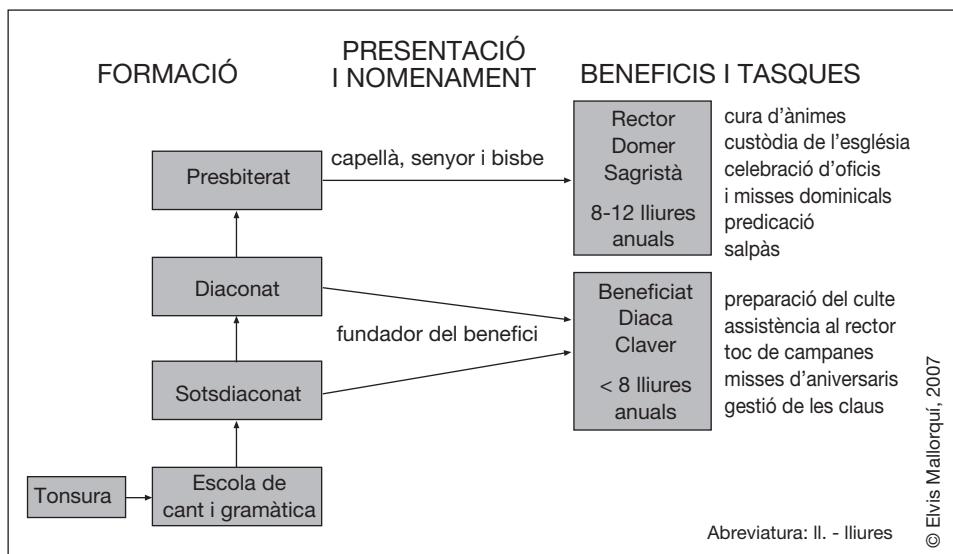 FORMACIÓ
PRESENTACIÓ
I NOMENAMENT
BENEFICIS I TASQUES
Presbiterat
capellà, senyor i bisbe
Rector
Domer
Sagristà
8-12 lliures
anuals
cura d'ànimes
custòdia de l'església
celebració d'oficis
i misses dominicals
predicació
salpàs
Diaconat
fundador del benefici
Sotsdiaconat
Beneficiat
Diaca
Claver
< 8 lliures
anuals
preparació del culte
assistència al rector
toc de campanes
misses d'aniversaris
gestió de les claus
Tonsura
Escola de
cant i gramàtica
Abreviatura: ll. - lliures
© Elvis Mallorquí, 2007